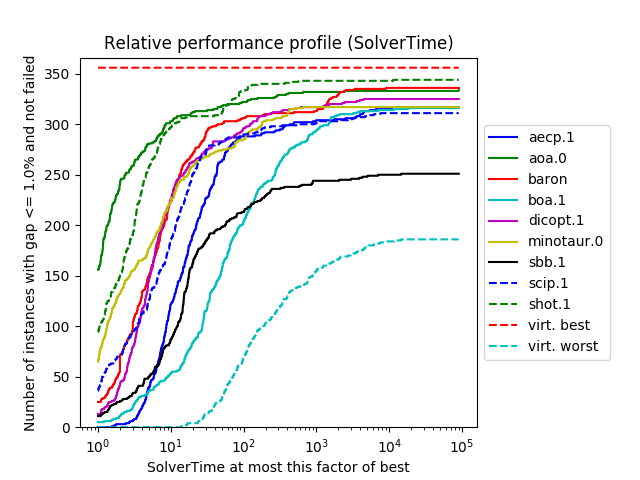 Relative performance profile (SolverTime)
Number of instances with gap <= 1.0% and not failed
350
300
250
200
150
100
50
0
10^0
10^1
10^2
10^3
10^4
10^5
SolverTime at most this factor of best
aecp.1
aoa.0
baron
boa.1
dicopt.1
minotaur.0
sbb.1
scip.1
shot.1
virt. best
virt. worst